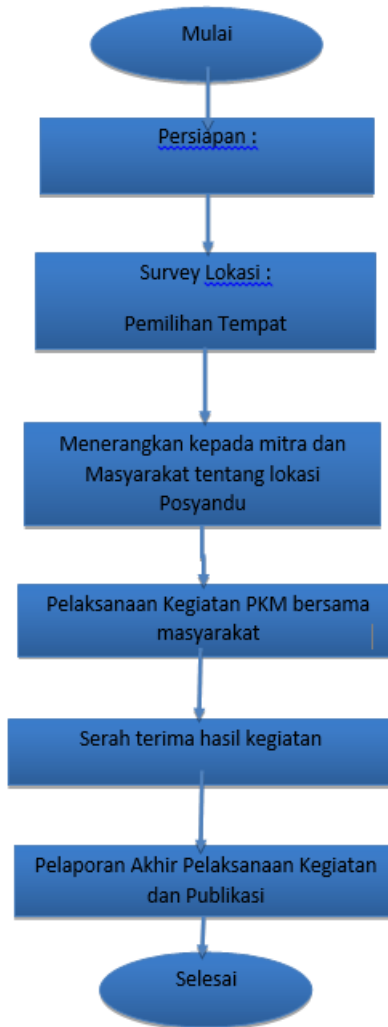 Mulai
Persiapan :
Survey Lokasi :
Pemilihan Tempat
Menerangkan kepada mitra dan
Masyarakat tentang lokasi
Posyandu
Pelaksanaan Kegiatan PKM bersama
masyarakat
Serah terima hasil kegiatan
Pelaporan Akhir Pelaksanaan Kegiatan
dan Publikasi
Selesai